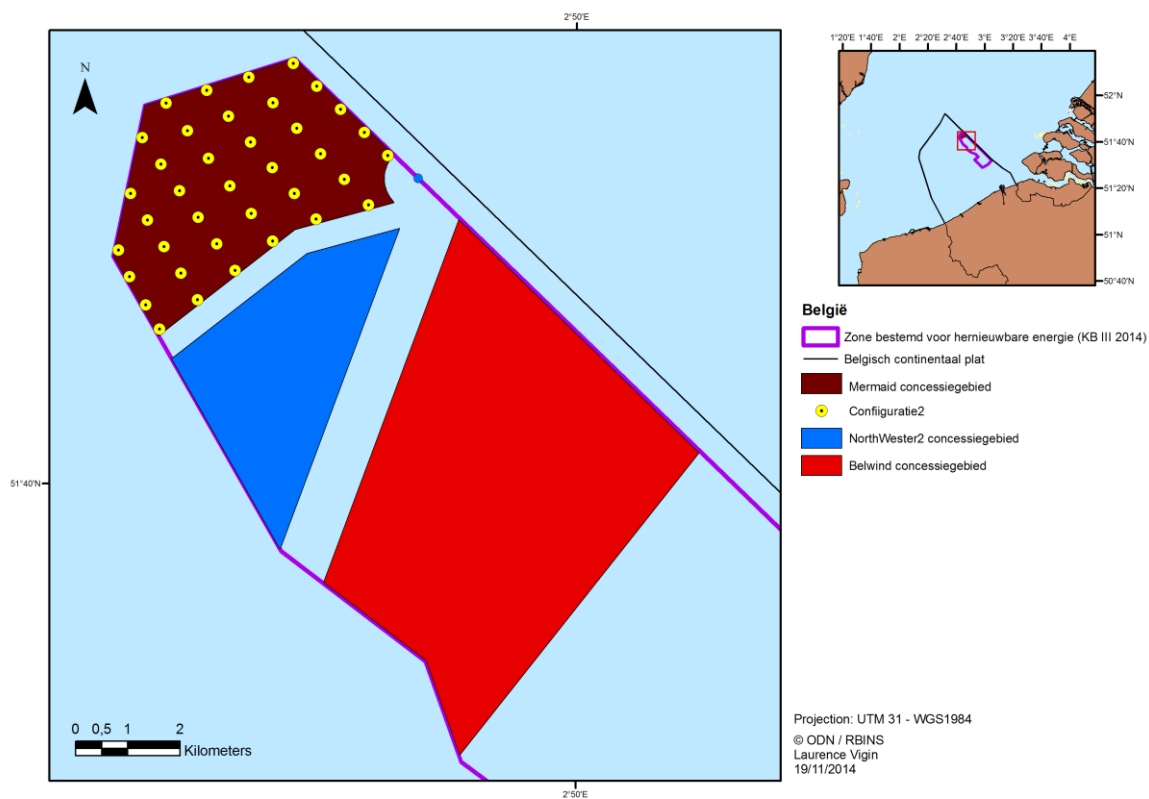 2°50'E
N
51°40'N
0 0,5 1 2
Kilometers
2°50'E
1°20'E 1°40'E 2°E 2°20'E 2°40'E 3°E 3°20'E 3°40'E 4°E
52°N
51°40'N
51°20'N
51°N
50°40'N
België
Zone bestemd voor hernieuwbare energie (KB III 2014)
Belgisch continentaal plat
Mermaid concessiegebied
Confiiguratie2
NorthWester2 concessiegebied
Belwind concessiegebied
Projection: UTM 31 - WGS1984
© ODN / RBINS
Laurence Vigin
19/11/2014